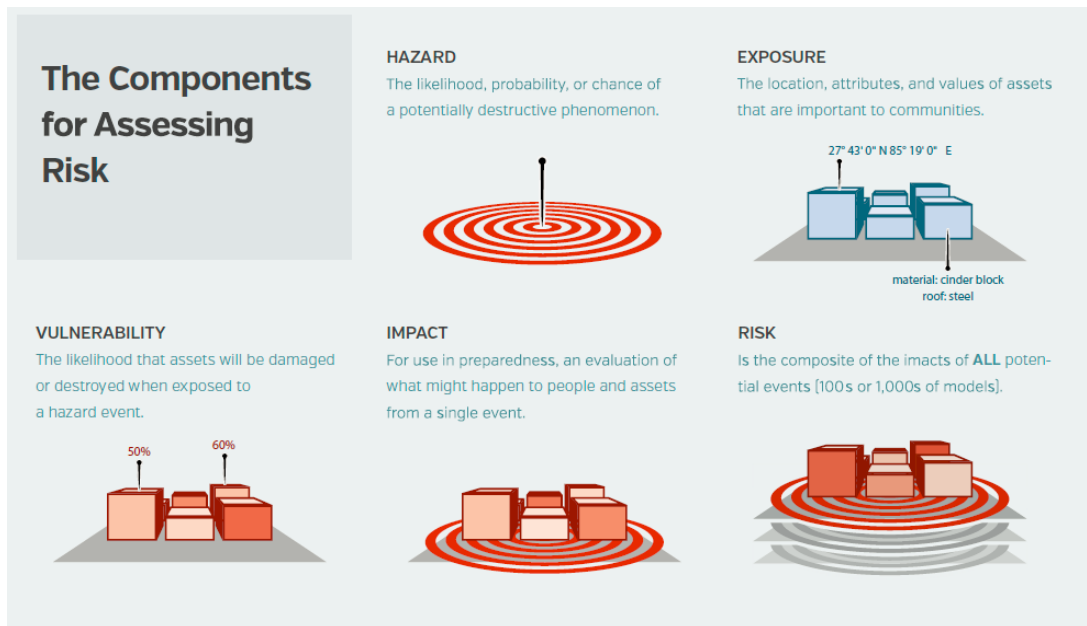 The Components
for Assessing
Risk
HAZARD
The likelihood, probability, or chance of
a potentially destructive phenomenon.
EXPOSURE
The location, attributes, and values of assets
that are important to communities.
27° 43' 0" N 85° 19' 0" E
material: cinder block
roof: steel
VULNERABILITY
The likelihood that assets will be damaged
or destroyed when exposed to
a hazard event.
50%
60%
IMPACT
For use in preparedness, an evaluation of
what might happen to people and assets
from a single event.
RISK
Is the composite of the imacts of ALL poten-
tial events [100s or 1,000s of models].